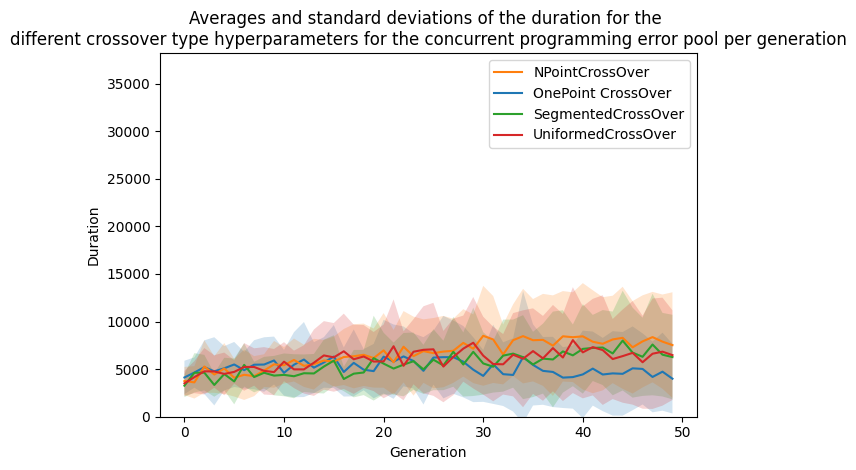 Averages and standard deviations of the duration for the
different crossover type hyperparameters for the concurrent programming error pool per generation
NPointCrossOver
OnePoint CrossOver
SegmentedCrossOver
UniformedCrossOver
Duration
35000
30000
25000
20000
15000
10000
5000
0
0 10 20 30 40 50
Generation